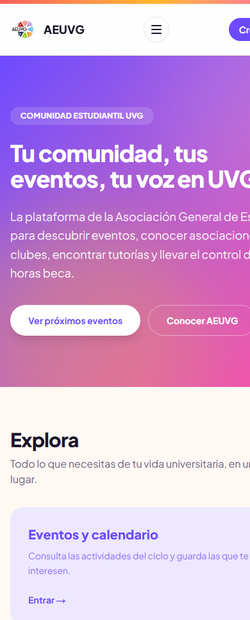 AEUVG
COMUNIDAD ESTUDIANTIL UVG
Tu comunidad, tus
eventos, tu voz en UVG
La plataforma de la Asociación General de Es
para descubrir eventos, conocer asociacion
clubes, encontrar tutorías y llevar el control d
horas beca.
Ver próximos eventos
Conocer AEUVG
Explora
Todo lo que necesitas de tu vida universitaria, en u
lugar.
Eventos y calendario
Consulta las actividades del ciclo y guarda las que te
interesen.
Entrar →